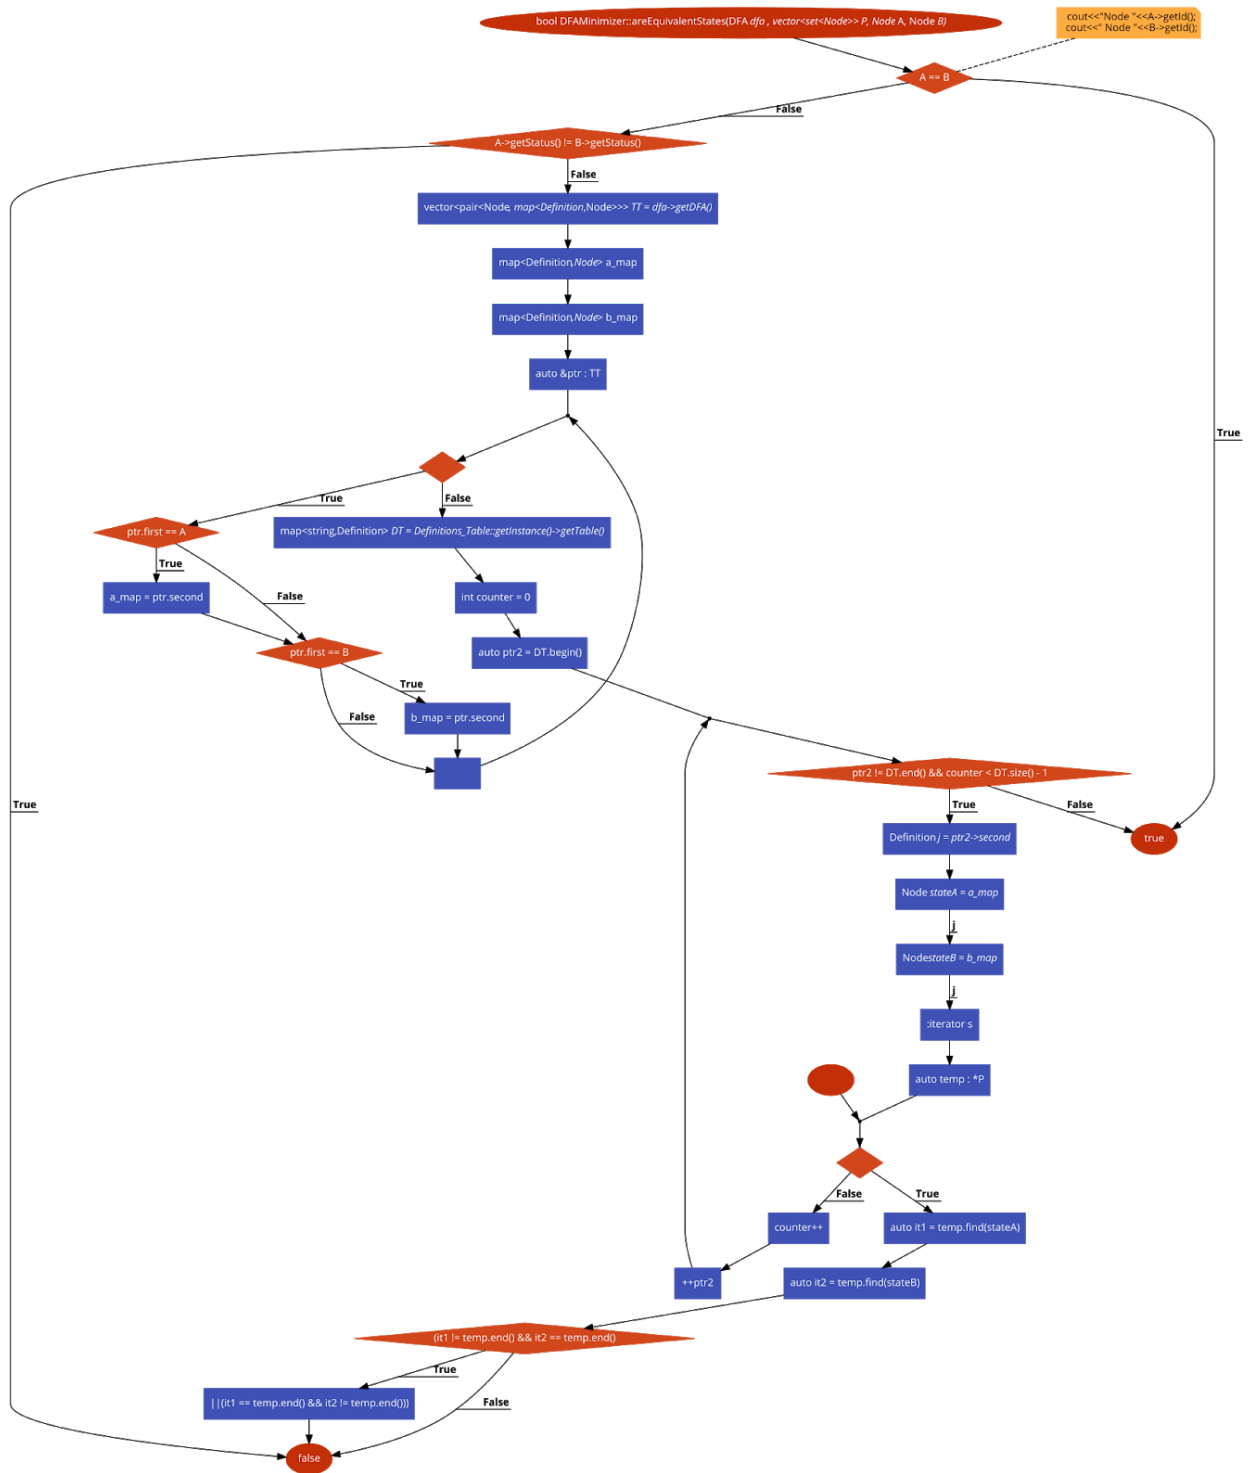 bool DFAMinimizer::areEquivalentStates(DFA dfa , vector<set<Node>> P, Node A, Node B)
cout<<"Node "<<A->getId();
cout<<" Node "<<B->getId();
A == B
False
A->getStatus() != B->getStatus()
False
vector<pair<Node, map<Definition,Node>>> TT = dfa->getDFA()
map<Definition,Node> a_map
map<Definition,Node> b_map
auto &ptr : TT
True
True
False
ptr.first == A
map<string,Definition> DT = Definitions_Table::getInstance()->getTable()
True
a_map = ptr.second
False
int counter = 0
ptr.first == B
auto ptr2 = DT.begin()
True
b_map = ptr.second
False
ptr2 != DT.end() && counter < DT.size() - 1
True
True
False
Definition j = ptr2->second
true
Node stateA = a_map
j
NodestateB = b_map
j
:iterator s
auto temp : *P
False
True
counter++
auto it1 = temp.find(stateA)
++ptr2
auto it2 = temp.find(stateB)
(it1 != temp.end() && it2 == temp.end()
True
||(it1 == temp.end() && it2 != temp.end()))
False
false